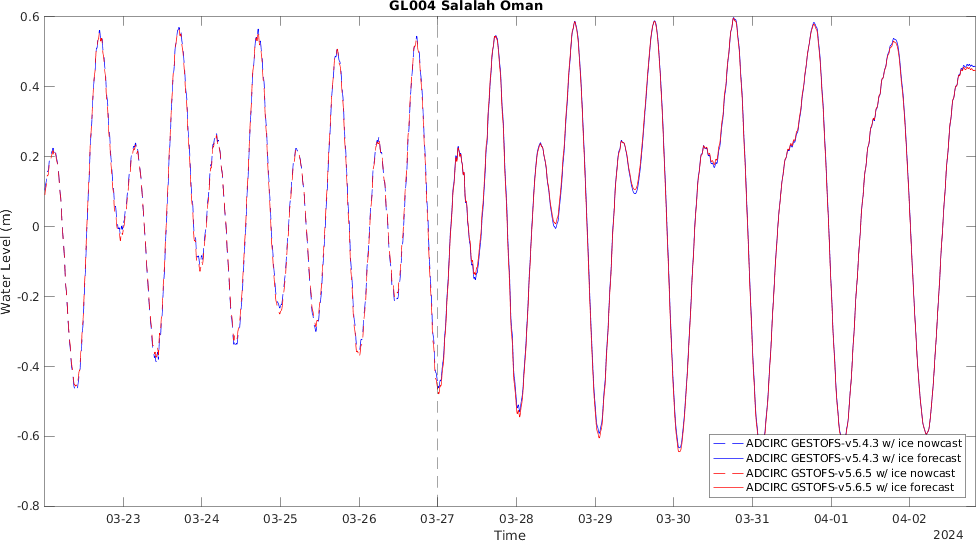 GL004 Salalah Oman
0.6
0.4
0.2
0
-0.2
-0.4
-0.6
-0.8
Water Level (m)
ADCIRC GESTOFS-v5.4.3 w/ ice nowcast
ADCIRC GESTOFS-v5.4.3 w/ ice forecast
ADCIRC GSTOFS-v5.6.5 w/ ice nowcast
ADCIRC GSTOFS-v5.6.5 w/ ice forecast
03-23 03-24 03-25 03-26 03-27 03-28 03-29 03-30 03-31 04-01 04-02
Time
2024